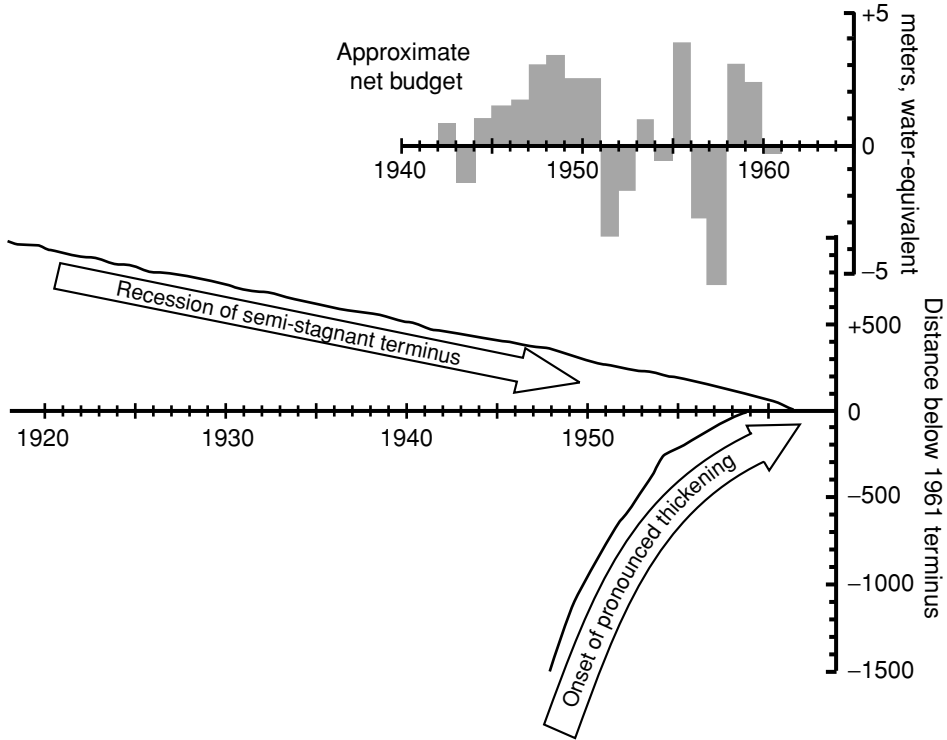 Approximate
net budget
+5
0
−5
meters, water-equivalent
1940
1950
1960
Recession of semi-stagnant terminus
+500
0
−500
−1000
−1500
Distance below 1961 terminus
1920
1930
1940
1950
Onset of pronounced thickening